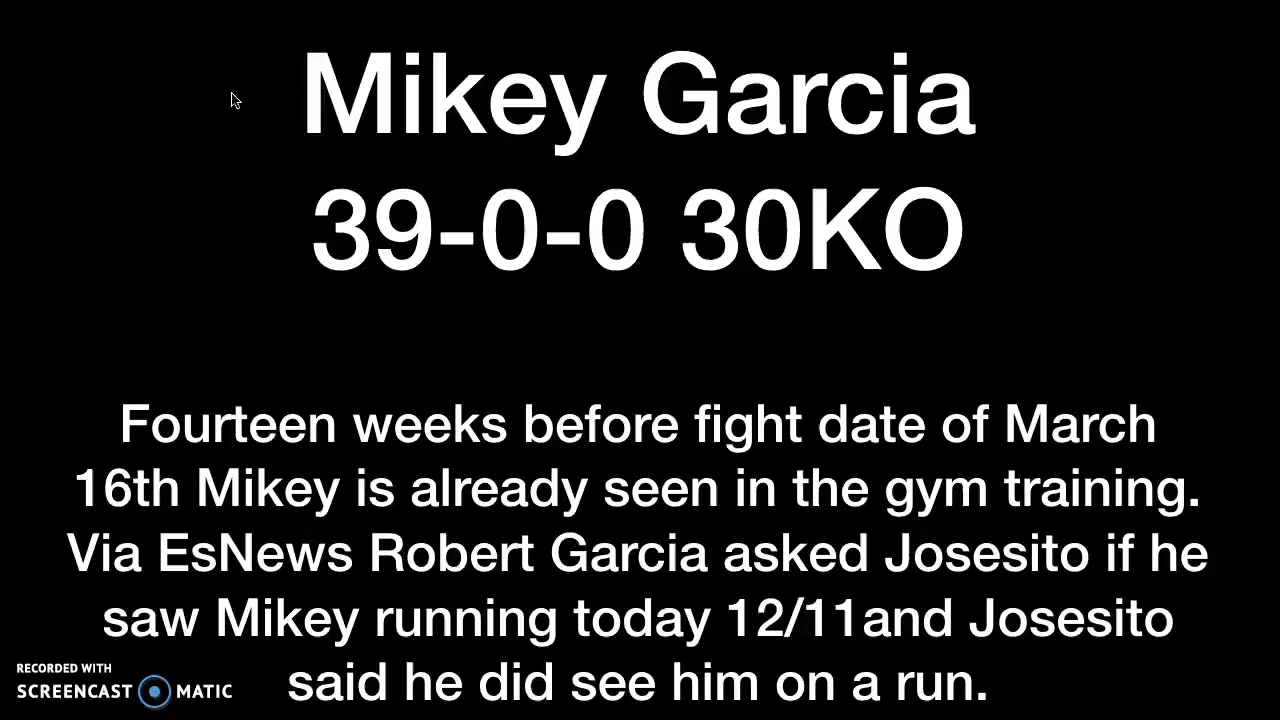 Mikey Garcia
39-0-0 30KO
Fourteen weeks before fight date of March
16th Mikey is already seen in the gym training.
Via EsNews Robert Garcia asked Josesito if he
saw Mikey running today 12/11and Josesito
said he did see him on a run.
RECORDED WITH
SCREENCAST MATIC